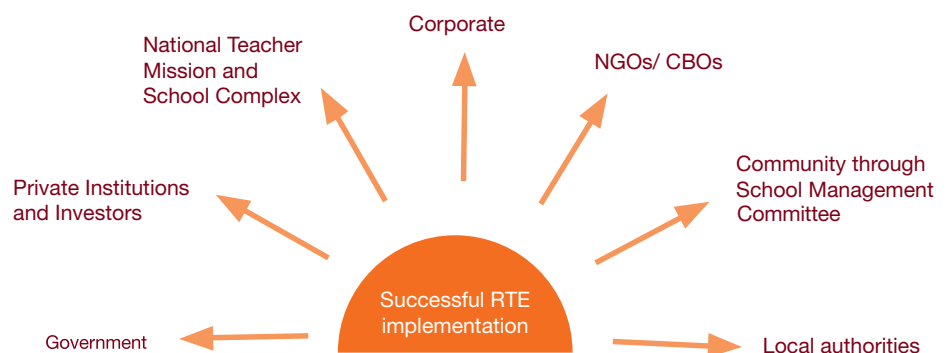 Corporate
National Teacher
Mission and
School Complex
NGOs/ CBOs
Private Institutions
and Investors
Community through
School Management
Committee
Successful RTE
implementation
Government
Local authorities